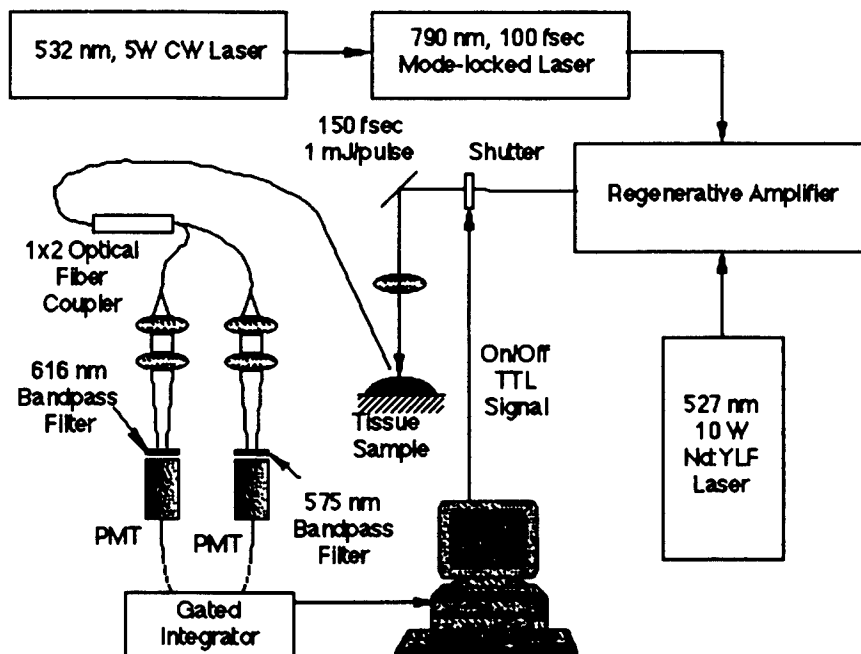 532 nm, 5W CW Laser
790 nm, 100 fsec
Mode-locked Laser
150 fsec
1 mJ/pulse
Shutter
Regenerative Amplifier
1x2 Optical
Fiber
Coupler
616 nm
Bandpass
Filter
On/Off
TTL
Signal
Tissue
Sample
527 nm
10 W
Nd:YLF
Laser
575 nm
Bandpass
Filter
PMT
PMT
Gated
Integrator